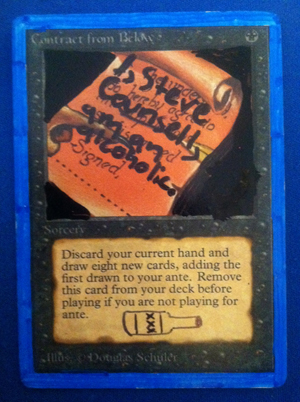 Contract from Below
I, Steve
Counsell,
am an
alcoholic
Signed,
Sorcery
Discard your current hand and
draw eight new cards, adding the
first drawn to your ante. Remove
this card from your deck before
playing if you are not playing for
ante.
XXX
Illus. © Douglas Schuler